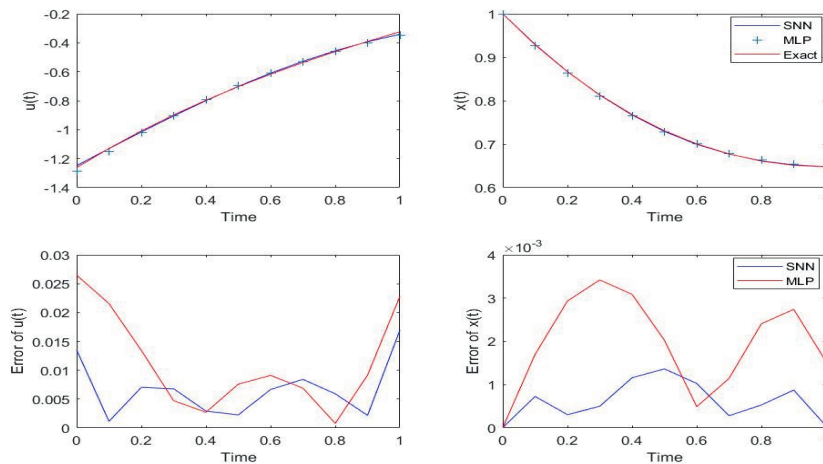 -0.2
-0.4
-0.6
-0.8
-1
-1.2
-1.4
u(t)
0 0.2 0.4 0.6 0.8 1
Time
1
0.9
0.8
0.7
0.6
x(t)
SNN
MLP
Exact
0 0.2 0.4 0.6 0.8 1
Time
0.03
0.025
0.02
0.015
0.01
0.005
0
Error of u(t)
0 0.2 0.4 0.6 0.8 1
Time
×10⁻³
4
3
2
1
0
Error of x(t)
SNN
MLP
0 0.2 0.4 0.6 0.8
Time